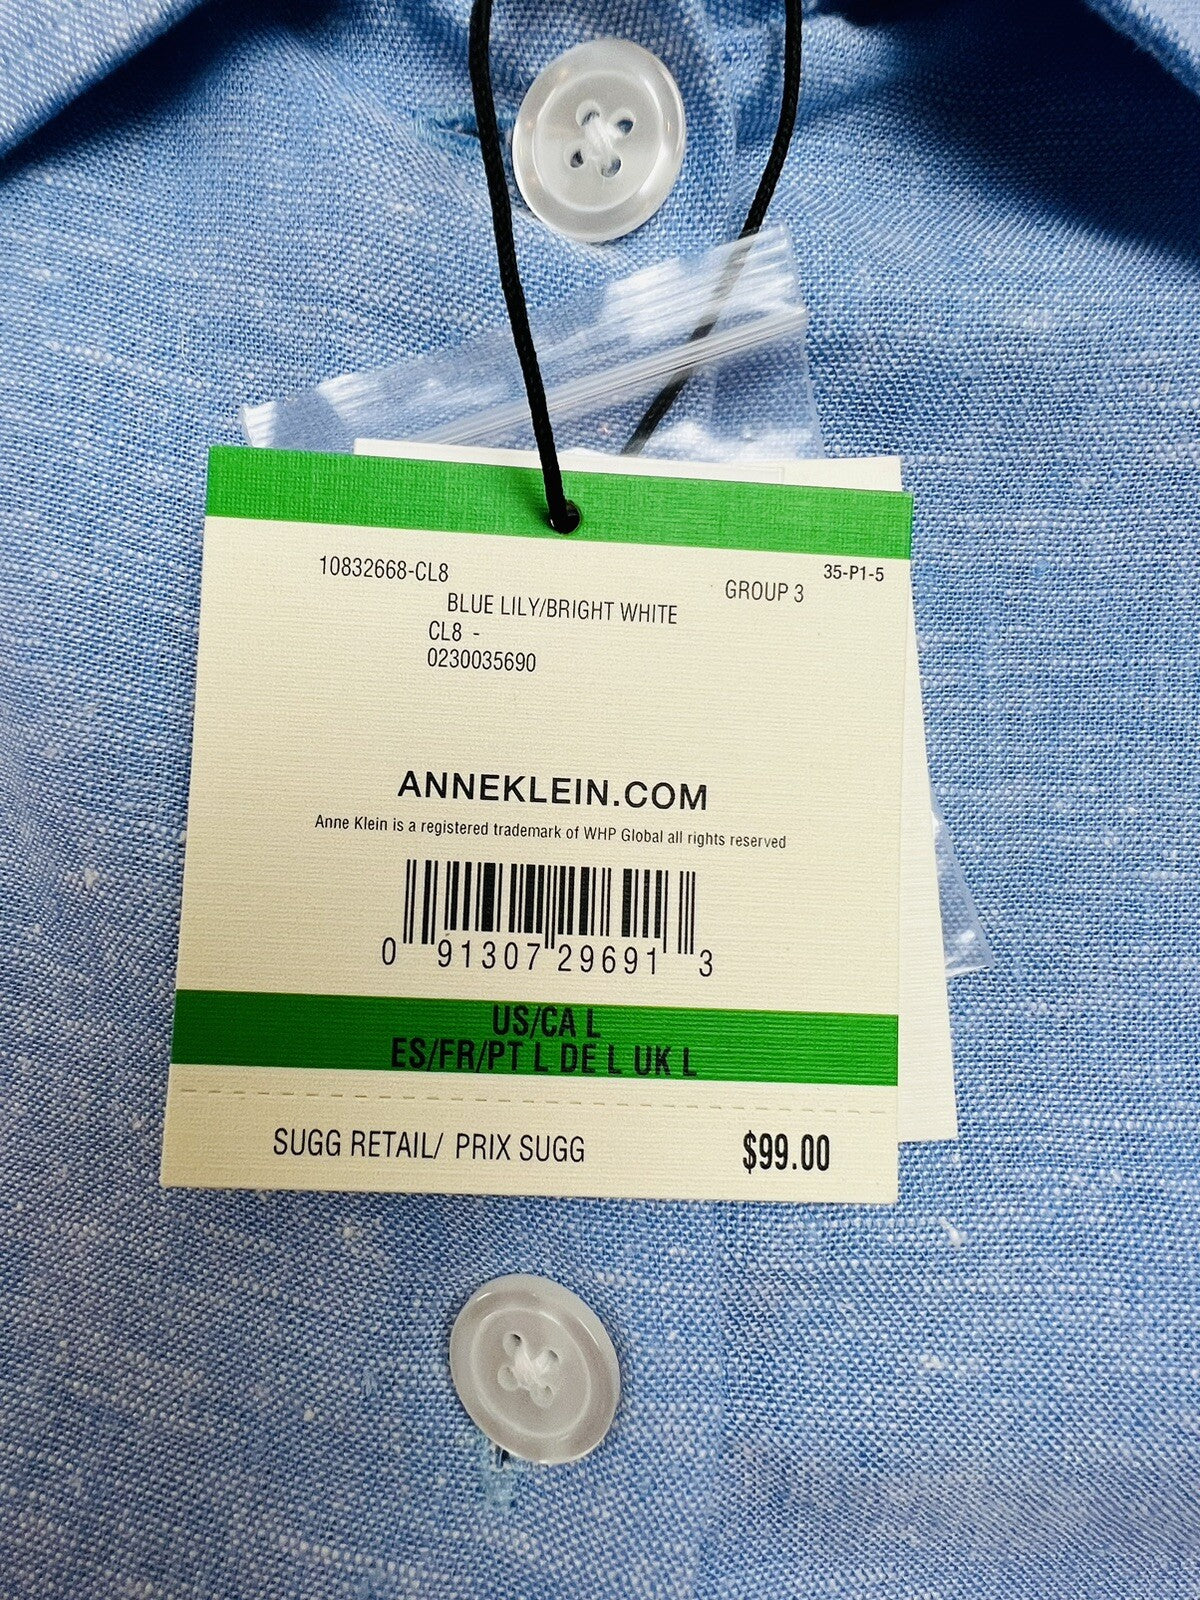 10832668-CL8
GROUP 3
35-P1-5
BLUE LILY/BRIGHT WHITE
CL8 -
0230035690
ANNEKLEIN.COM
Anne Klein is a registered trademark of WHP Global all rights reserved
0 91307 29691 3
US/CA L
ES/FR/PT L DE L UK L
SUGG RETAIL/ PRIX SUGG $99.00